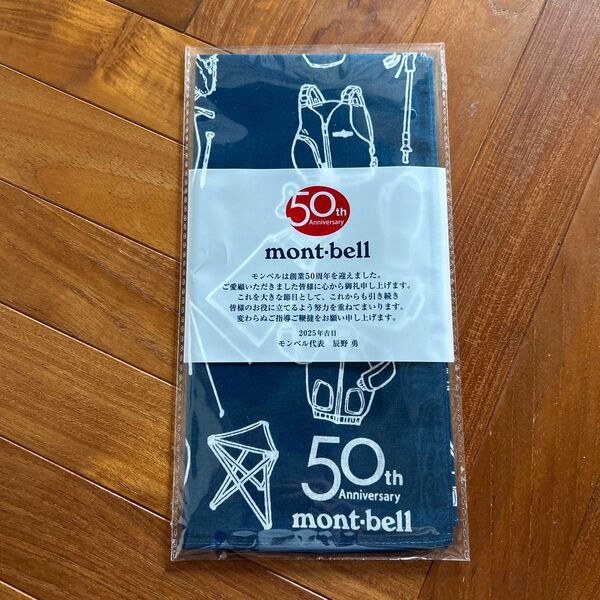 50th
Anniversary
mont-bell
モンベルは創業50周年を迎えました。
ご愛顧いただきました皆様に心から御礼申し上げます。
これを大きな節目として、これからも引き続き
皆様のお役に立てるよう努力を重ねてまいります。
変わらぬご指導ご鞭撻をお願い申し上げます。
2025年吉日
モンベル代表 辰野 勇
50th
Anniversary
mont-bell